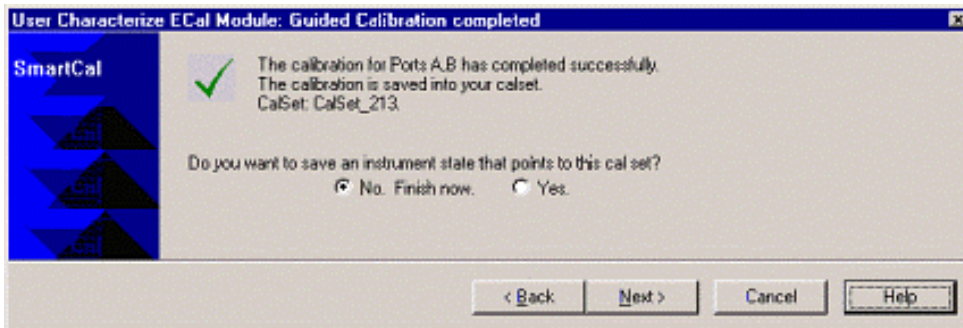 User Characterize ECal Module: Guided Calibration completed
SmartCal
The calibration for Ports A,B has completed successfully.
The calibration is saved into your calset.
CalSet: CalSet_213.
Do you want to save an instrument state that points to this cal set?
No. Finish now. Yes.
< Back Next > Cancel Help